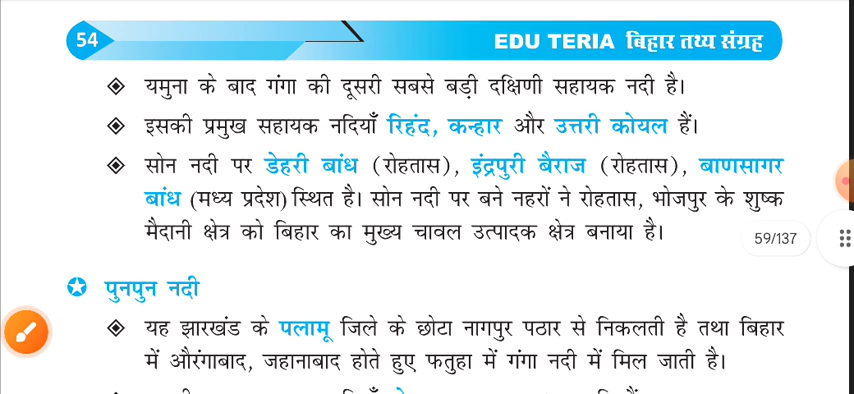 54
EDU TERIA बिहार तथ्य संग्रह
यमुना के बाद गंगा की दूसरी सबसे बड़ी दक्षिणी सहायक नदी है।
इसकी प्रमुख सहायक नदियाँ रिहंद, कन्हार और उत्तरी कोयल हैं।
सोन नदी पर डेहरी बांध (रोहतास), इंद्रपुरी बैराज (रोहतास), बाणसागर
बांध (मध्य प्रदेश) स्थित है। सोन नदी पर बने नहरों ने रोहतास, भोजपुर के शुष्क
मैदानी क्षेत्र को बिहार का मुख्य चावल उत्पादक क्षेत्र बनाया है।
59/137
पुनपुन नदी
यह झारखंड के पलामू जिले के छोटा नागपुर पठार से निकलती है तथा बिहार
में औरंगाबाद, जहानाबाद होते हुए फतुहा में गंगा नदी में मिल जाती है।